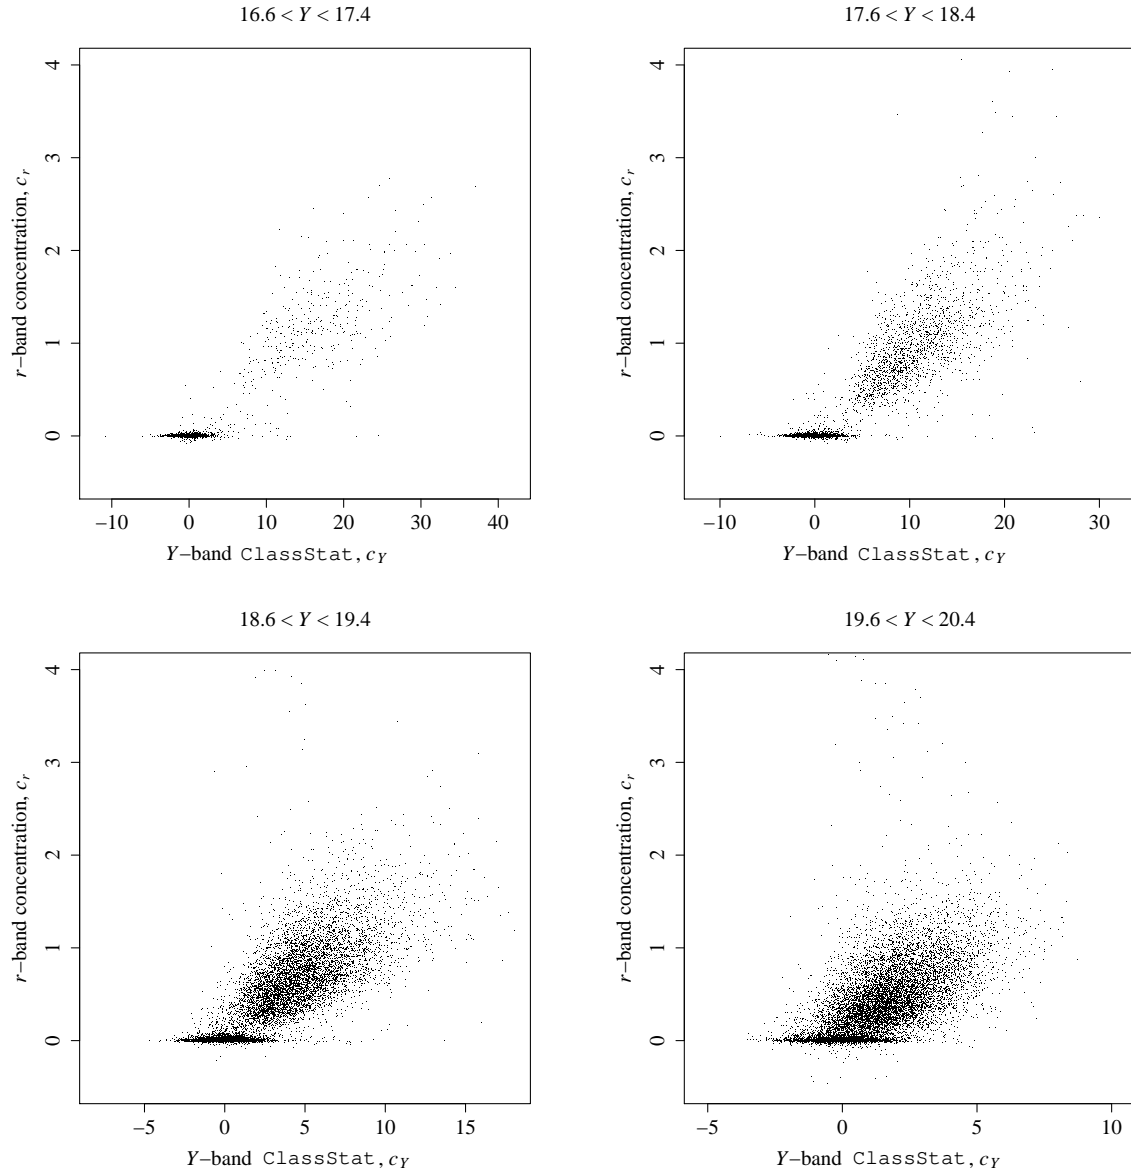 16.6 < Y < 17.4
17.6 < Y < 18.4
r−band concentration, c_r
0 1 2 3 4
−10 0 10 20 30 40
Y−band ClassStat, c_Y
r−band concentration, c_r
0 1 2 3 4
−10 0 10 20 30
Y−band ClassStat, c_Y
18.6 < Y < 19.4
19.6 < Y < 20.4
r−band concentration, c_r
0 1 2 3 4
−5 0 5 10 15
Y−band ClassStat, c_Y
r−band concentration, c_r
0 1 2 3 4
−5 0 5 10
Y−band ClassStat, c_Y